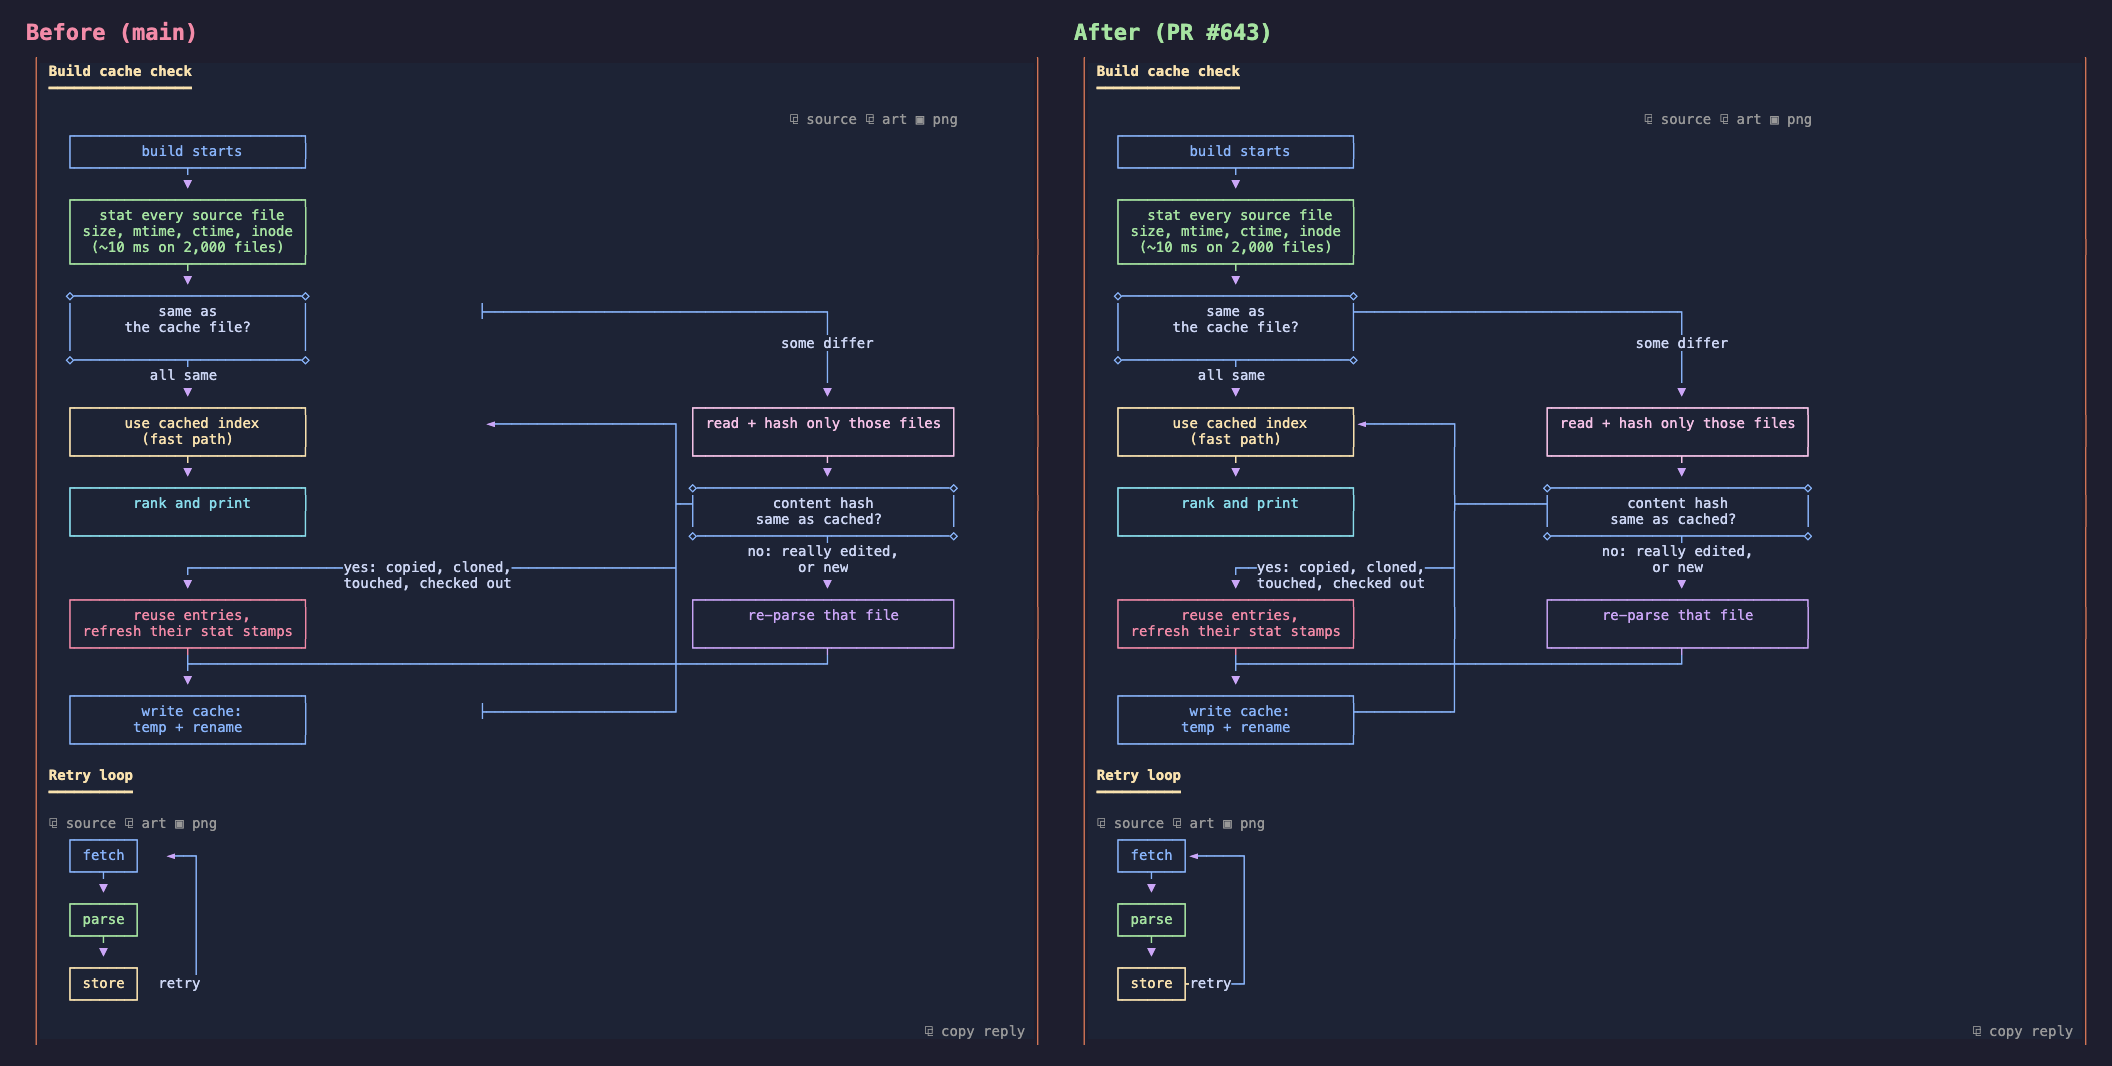 Before (main)
Build cache check
source art png
build starts
stat every source file
size, mtime, ctime, inode
(~10 ms on 2,000 files)
same as
the cache file?
some differ
all same
use cached index
(fast path)
read + hash only those files
rank and print
content hash
same as cached?
no: really edited,
or new
yes: copied, cloned,
touched, checked out
reuse entries,
refresh their stat stamps
re-parse that file
write cache:
temp + rename
Retry loop
source art png
fetch
parse
store
retry
copy reply
After (PR #643)
Build cache check
source art png
build starts
stat every source file
size, mtime, ctime, inode
(~10 ms on 2,000 files)
same as
the cache file?
some differ
all same
use cached index
(fast path)
read + hash only those files
rank and print
content hash
same as cached?
no: really edited,
or new
yes: copied, cloned,
touched, checked out
reuse entries,
refresh their stat stamps
re-parse that file
write cache:
temp + rename
Retry loop
source art png
fetch
parse
store
retry
copy reply